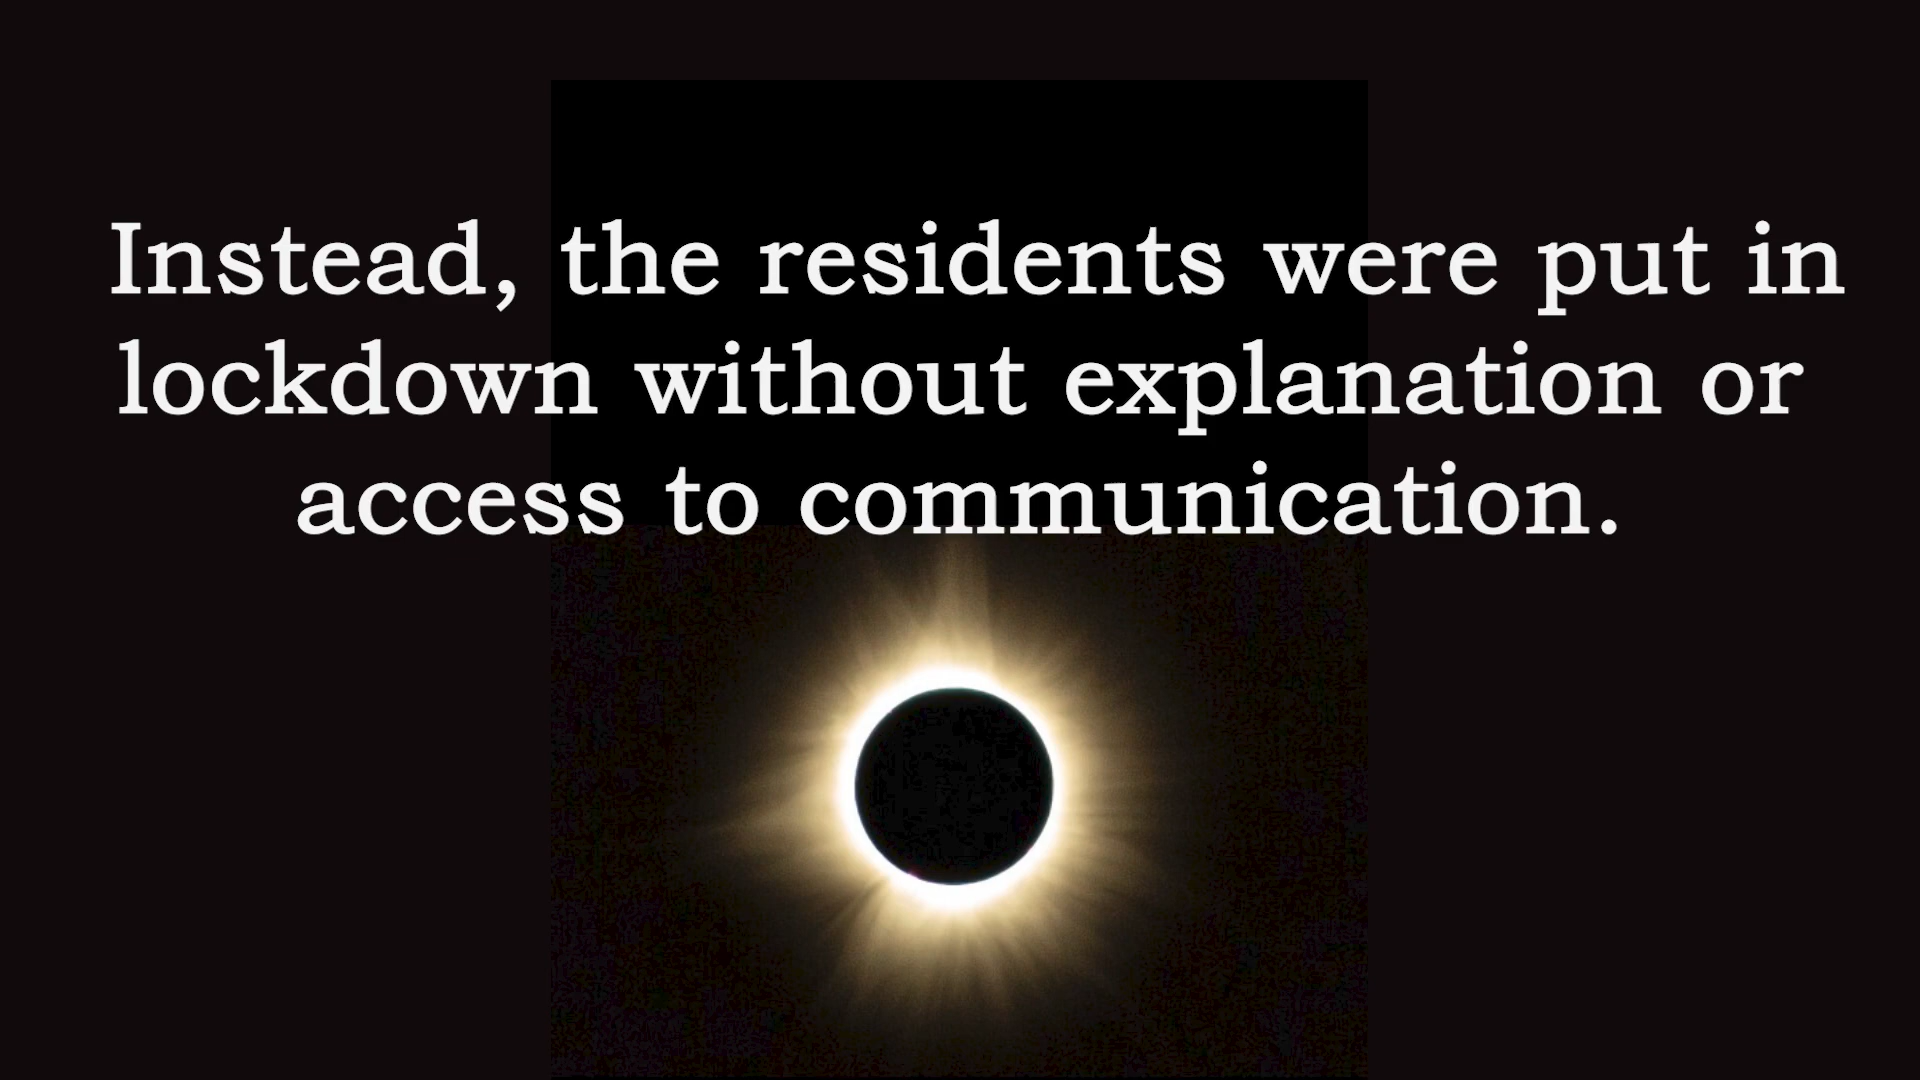 Instead, the residents were put in
lockdown without explanation or
access to communication.